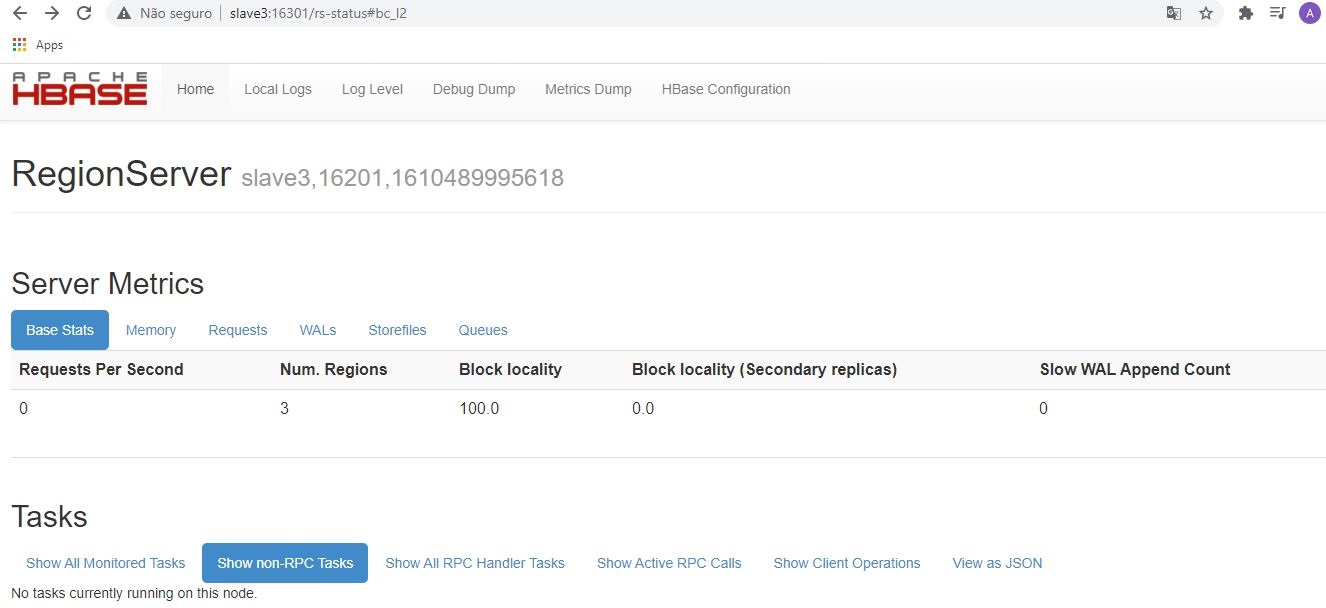 Não seguro slave3:16301/rs-status#bc_l2 A
Apps
APACHE
HBASE
Home Local Logs Log Level Debug Dump Metrics Dump HBase Configuration
RegionServer slave3,16201,1610489995618
Server Metrics
Base Stats Memory Requests WALs Storefiles Queues
Requests Per Second Num. Regions Block locality Block locality (Secondary replicas) Slow WAL Append Count
0 3 100.0 0.0 0
Tasks
Show All Monitored Tasks Show non-RPC Tasks Show All RPC Handler Tasks Show Active RPC Calls Show Client Operations View as JSON
No tasks currently running on this node.